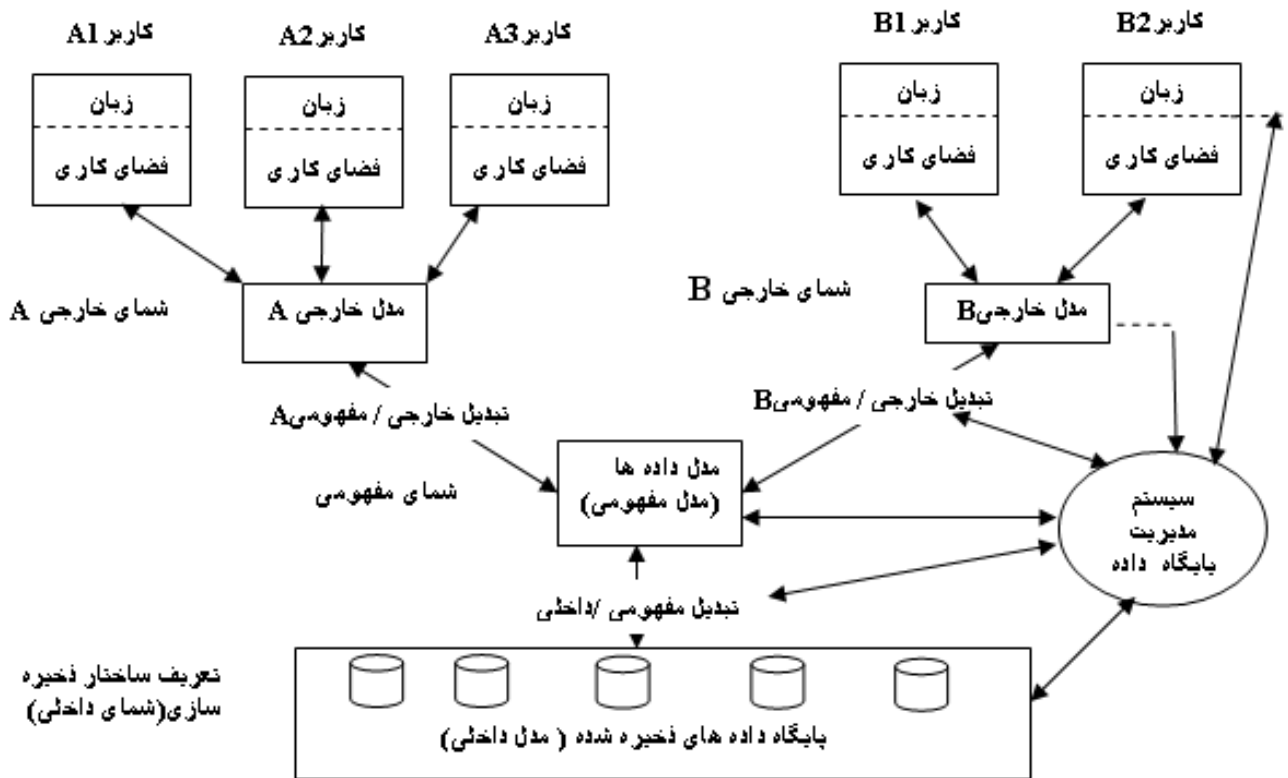 کاربر A1
کاربر A2
کاربر A3
کاربر B1
کاربر B2
زبان
فضای کاری
زبان
فضای کاری
زبان
فضای کاری
زبان
فضای کاری
زبان
فضای کاری
شمای خارجی A
مدل خارجی A
شمای خارجی B
مدل خارجی B
تبدیل خارجی / مفهومی A
تبدیل خارجی / مفهومی B
شمای مفهومی
مدل داده ها
(مدل مفهومی)
سیستم
مدیریت
پایگاه داده
تبدیل مفهومی /داخلی
تعریف ساختار ذخیره
سازی(شمای داخلی)
پایگاه داده های ذخیره شده ( مدل داخلی)